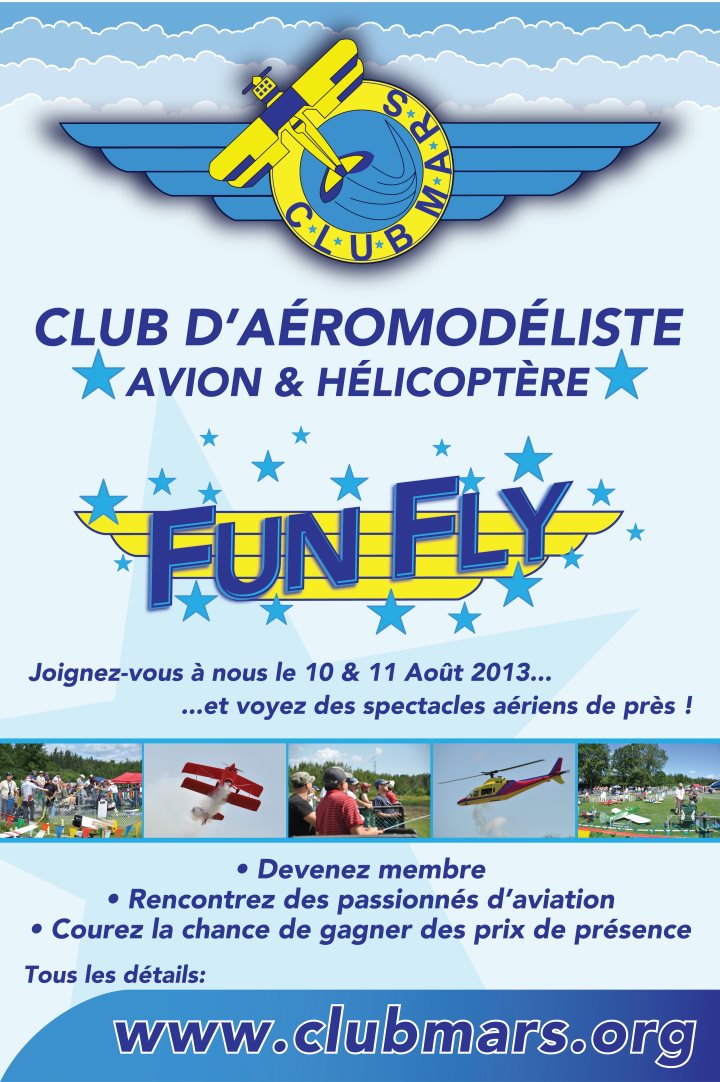 CLUB MARS
CLUB D'AÉROMODÉLISTE
AVION & HÉLICOPTÈRE
FUN FLY
Joignez-vous à nous le 10 & 11 Août 2013...
...et voyez des spectacles aériens de près !
• Devenez membre
• Rencontrez des passionnés d'aviation
• Courez la chance de gagner des prix de présence
Tous les détails:
www.clubmars.org